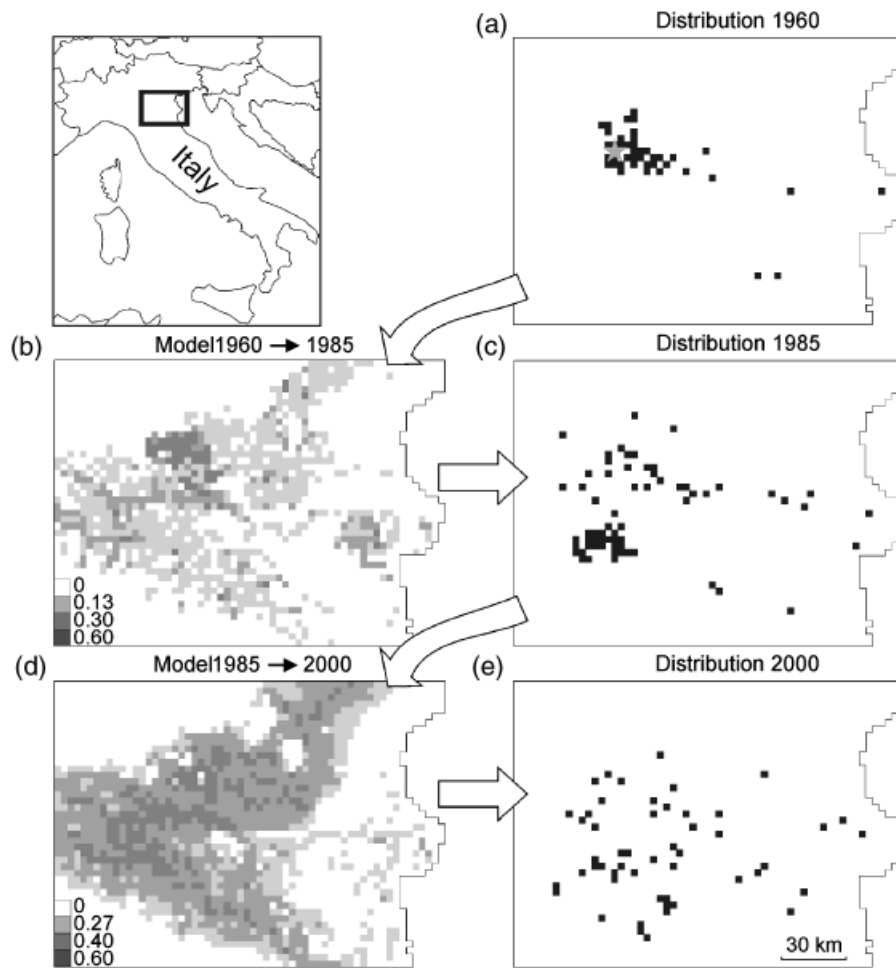 (a) Distribution 1960
Italy
(b) Model1960 → 1985
0
0.13
0.30
0.60
(c) Distribution 1985
(d) Model1985 → 2000
0
0.27
0.40
0.60
(e) Distribution 2000
30 km